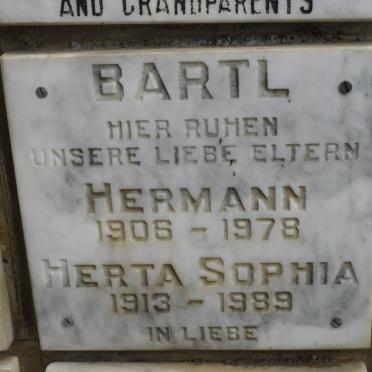 AND GRANDPARENTS
BARTL
HIER RUHEN
UNSERE LIEBE ELTERN
HERMANN
1906 - 1978
HERTA SOPHIA
1913 - 1989
IN LIEBE